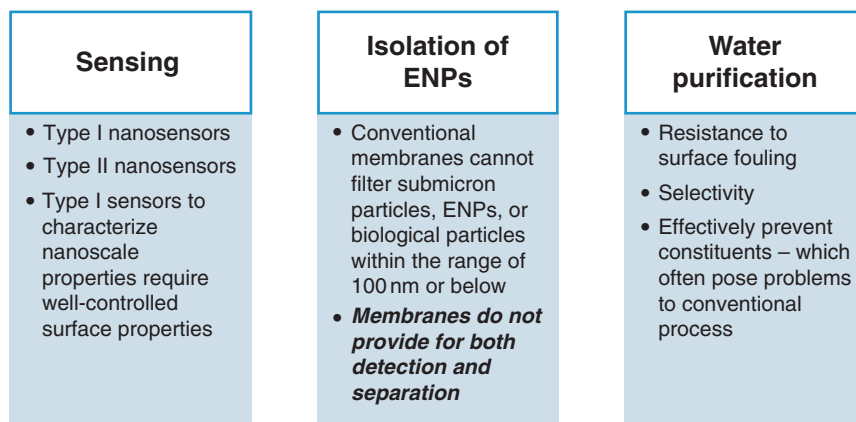 Sensing
• Type I nanosensors
• Type II nanosensors
• Type I sensors to
characterize
nanoscale
properties require
well-controlled
surface properties
Isolation of
ENPs
• Conventional
membranes cannot
filter submicron
particles, ENPs, or
biological particles
within the range of
100 nm or below
• Membranes do not
provide for both
detection and
separation
Water
purification
• Resistance to
surface fouling
• Selectivity
• Effectively prevent
constituents – which
often pose problems
to conventional
process